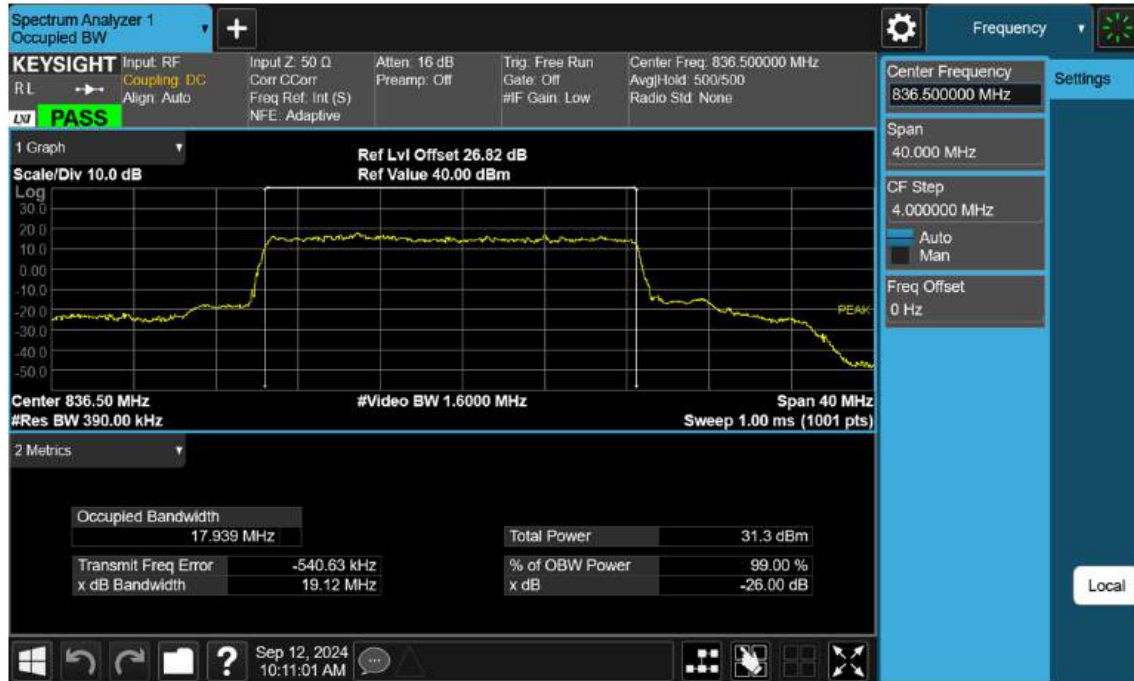 Spectrum Analyzer 1
Occupied BW
Frequency
KEYSIGHT
R L
LXI
PASS
Input: RF
Coupling: DC
Align: Auto
Input Z: 50 Ω
Corr CCorr
Freq Ref: Int (S)
NFE: Adaptive
Atten: 16 dB
Preamp: Off
Trig: Free Run
Gate: Off
#IF Gain: Low
Center Freq: 836.500000 MHz
Avg|Hold: 500/500
Radio Std: None
Center Frequency
836.500000 MHz
Settings
Span
40.000 MHz
CF Step
4.000000 MHz
Auto
Man
Freq Offset
0 Hz
1 Graph
Scale/Div 10.0 dB
Ref Lvl Offset 26.82 dB
Ref Value 40.00 dBm
Log
30.0
20.0
10.0
0.00
-10.0
-20.0
-30.0
-40.0
-50.0
PEAK
Center 836.50 MHz
#Video BW 1.6000 MHz
Span 40 MHz
#Res BW 390.00 kHz
Sweep 1.00 ms (1001 pts)
2 Metrics
Occupied Bandwidth
17.939 MHz
Total Power 31.3 dBm
Transmit Freq Error -540.63 kHz
% of OBW Power 99.00 %
x dB Bandwidth 19.12 MHz
x dB -26.00 dB
Local
?
Sep 12, 2024
10:11:01 AM